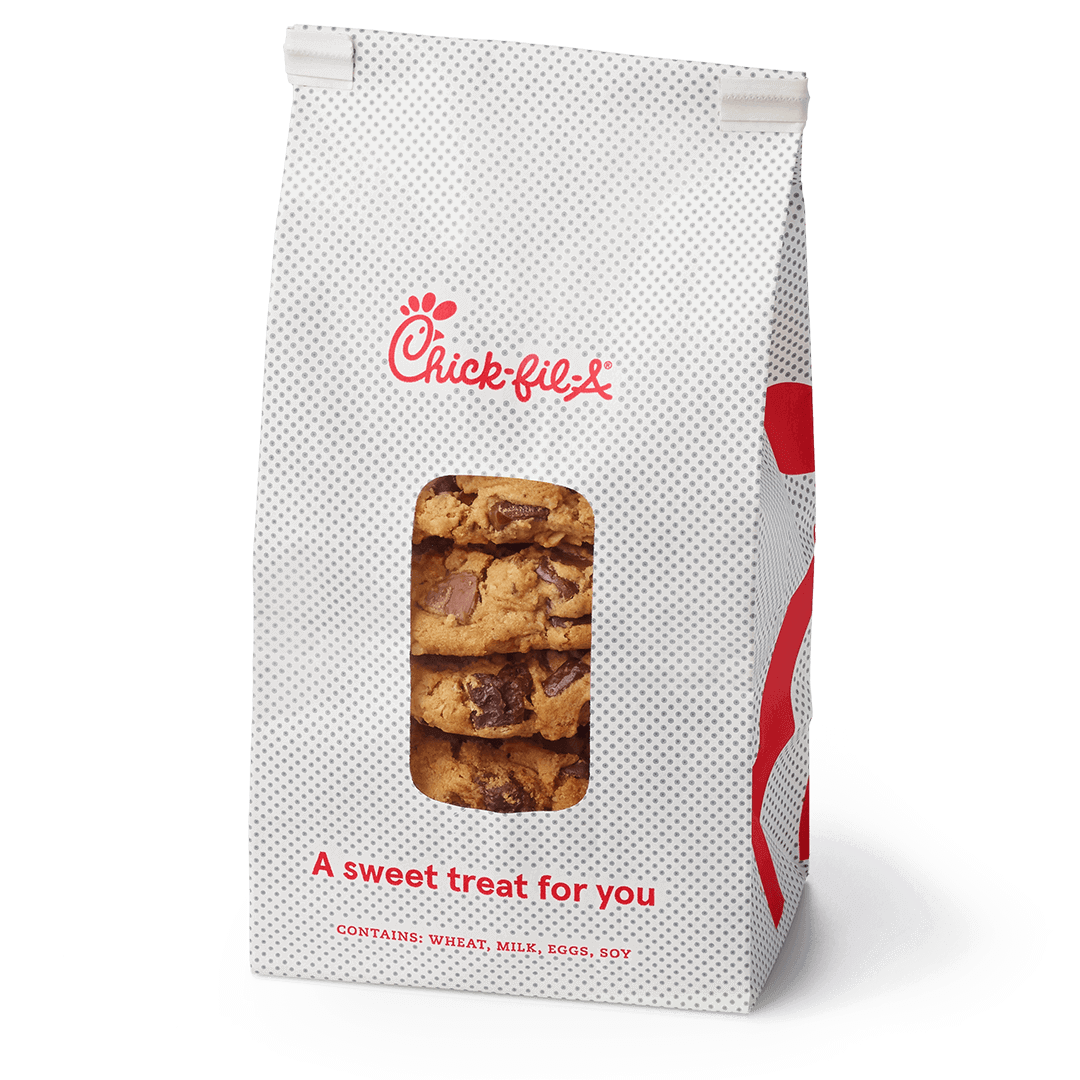 Chick-fil-A®
A sweet treat for you
CONTAINS: WHEAT, MILK, EGGS, SOY